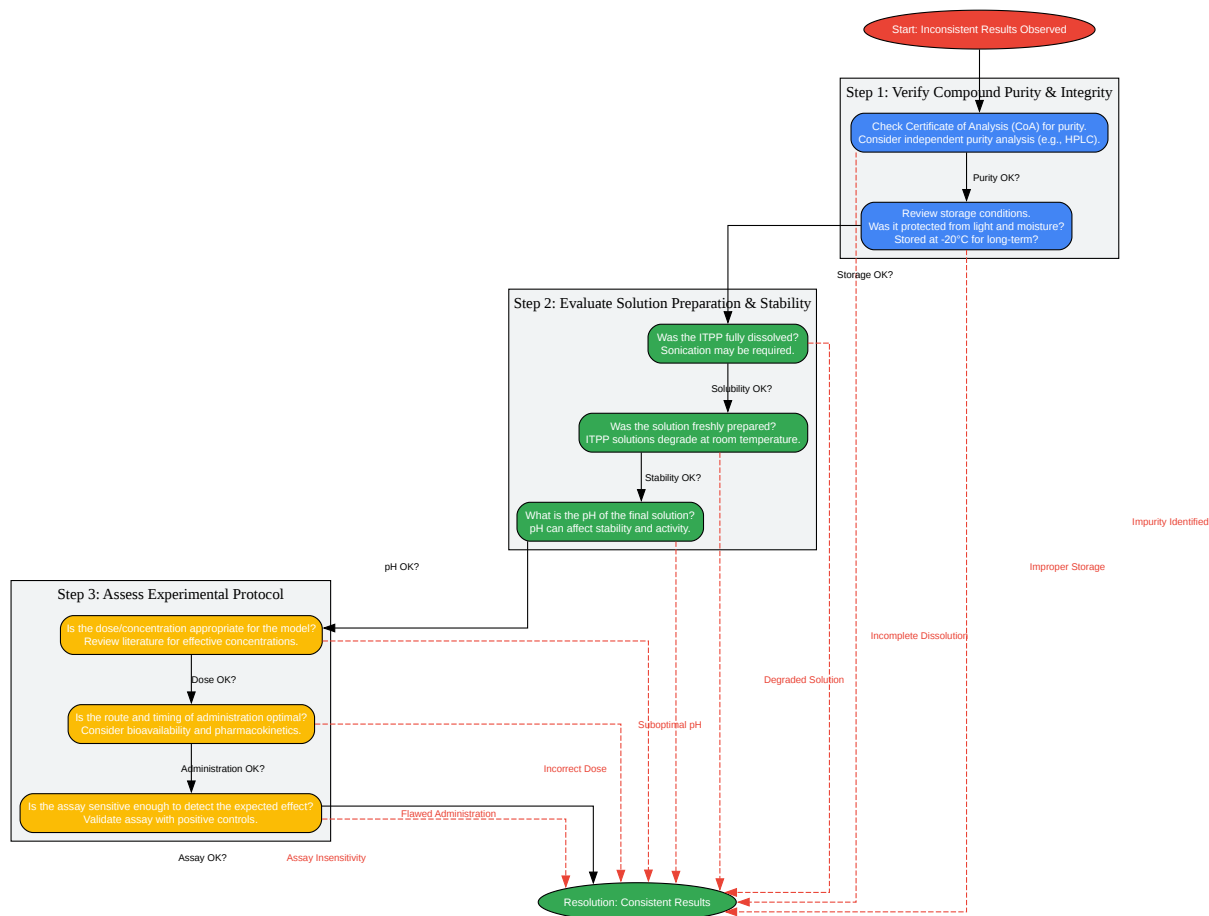 Start: Inconsistent Results Observed
Step 1: Verify Compound Purity & Integrity
Check Certificate of Analysis (CoA) for purity.
Consider independent purity analysis (e.g., HPLC).
Purity OK?
Review storage conditions.
Was it protected from light and moisture?
Stored at -20°C for long-term?
Storage OK?
Step 2: Evaluate Solution Preparation & Stability
Was the ITPP fully dissolved?
Sonication may be required.
Solubility OK?
Was the solution freshly prepared?
ITPP solutions degrade at room temperature.
Stability OK?
What is the pH of the final solution?
pH can affect stability and activity.
Impurity Identified
pH OK?
Improper Storage
Step 3: Assess Experimental Protocol
Is the dose/concentration appropriate for the model?
Review literature for effective concentrations.
Incomplete Dissolution
Dose OK?
Degraded Solution
Is the route and timing of administration optimal?
Consider bioavailability and pharmacokinetics.
Suboptimal pH
Administration OK?
Incorrect Dose
Is the assay sensitive enough to detect the expected effect?
Validate assay with positive controls.
Flawed Administration
Assay OK?
Assay Insensitivity
Resolution: Consistent Results